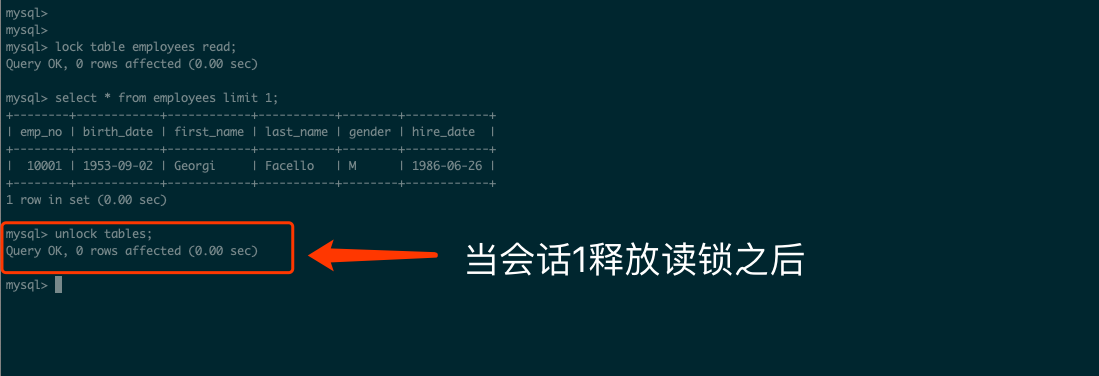 mysql>
mysql>
mysql> lock table employees read;
Query OK, 0 rows affected (0.00 sec)
mysql> select * from employees limit 1;
+--------+------------+------------+-----------+--------+------------+
| emp_no | birth_date | first_name | last_name | gender | hire_date  |
+--------+------------+------------+-----------+--------+------------+
|  10001 | 1953-09-02 | Georgi     | Facello   | M      | 1986-06-26 |
+--------+------------+------------+-----------+--------+------------+
1 row in set (0.00 sec)
mysql> unlock tables;
Query OK, 0 rows affected (0.00 sec)
当会话1释放读锁之后
mysql>